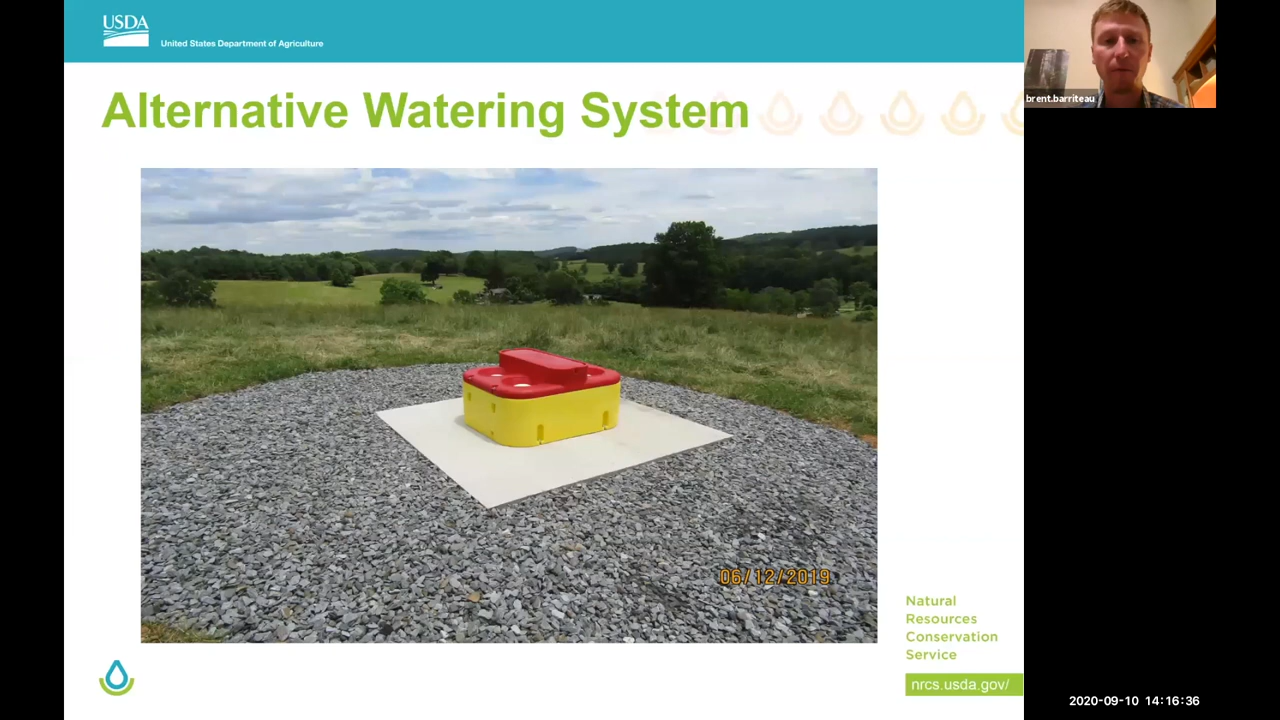 USDA
United States Department of Agriculture
brent.barriteau
Alternative Watering System
06/12/2019
Natural
Resources
Conservation
Service
nrcs.usda.gov/
2020-09-10 14:16:36